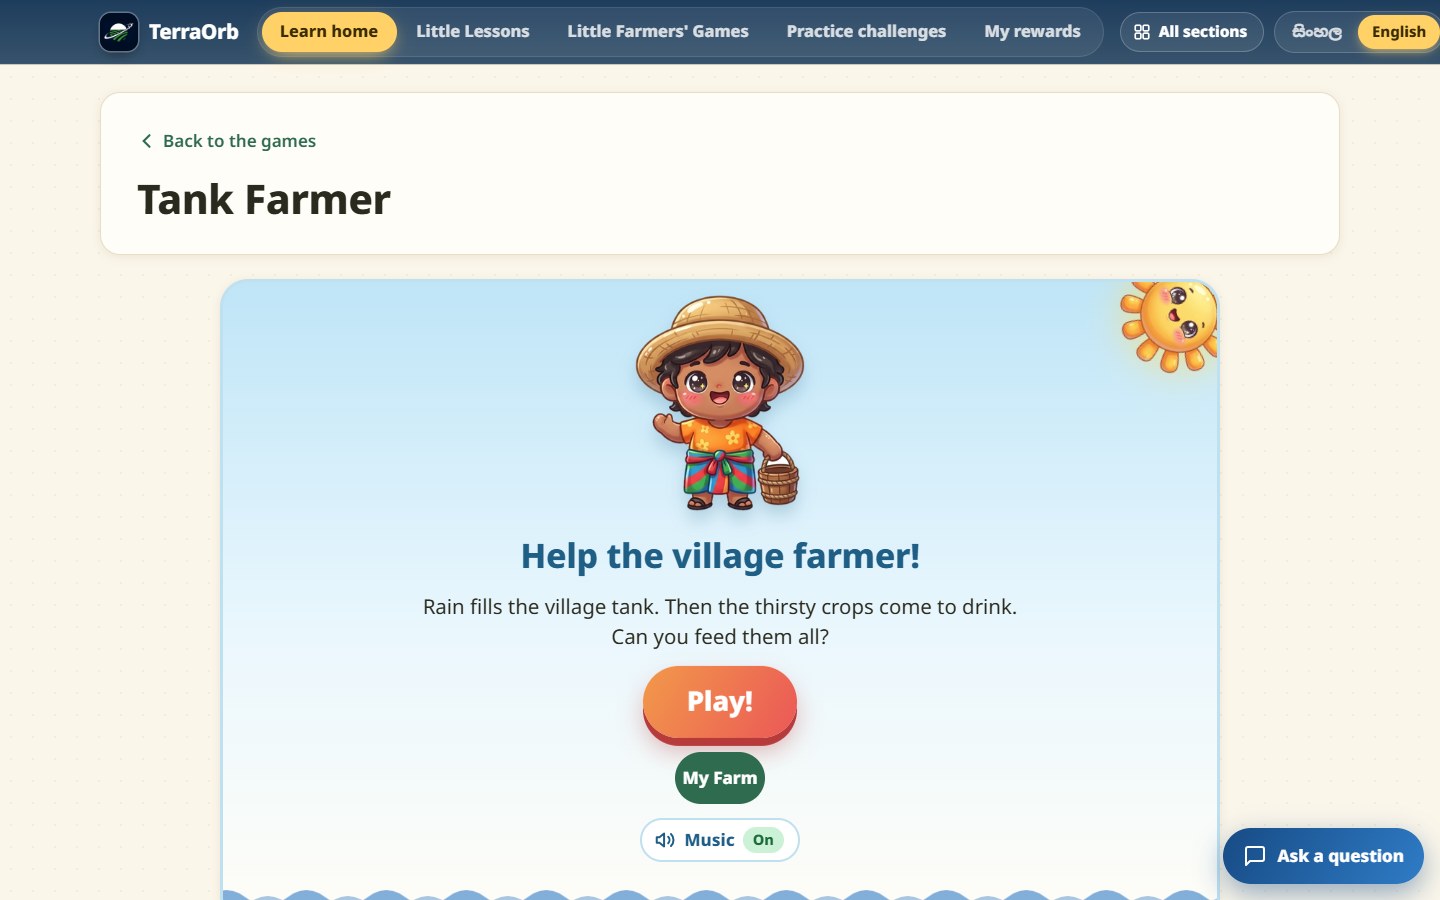 TerraOrb
Learn home
Little Lessons
Little Farmers' Games
Practice challenges
My rewards
All sections
සිංහල
English
Back to the games
Tank Farmer
Help the village farmer!
Rain fills the village tank. Then the thirsty crops come to drink.
Can you feed them all?
Play!
My Farm
Music
On
Ask a question